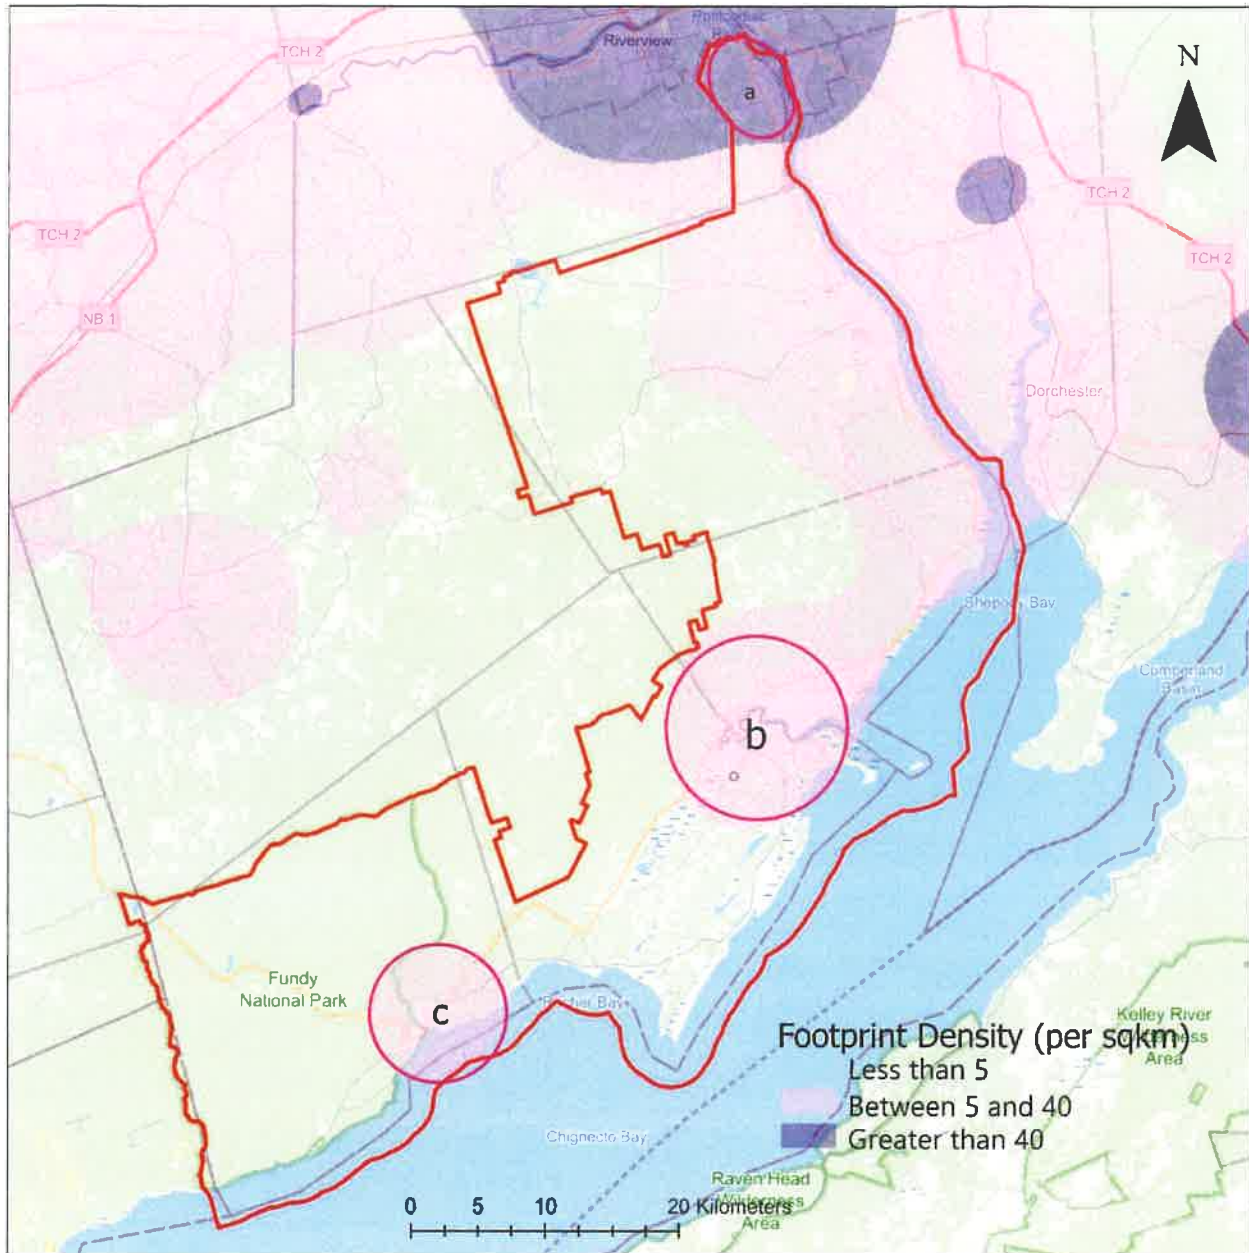 Riverview
TCH 2
a
N
TCH 2
TCH 2
TCH 2
NB 1
Dorchester
Cumberland
Basin
b
Fundy
National Park
c
Footprint Density (per sqkm)
Less than 5
Between 5 and 40
Greater than 40
Kelley River
Area
Chignecto Bay
Raven Head
Wilderness
Area
0 5 10 20 Kilometers